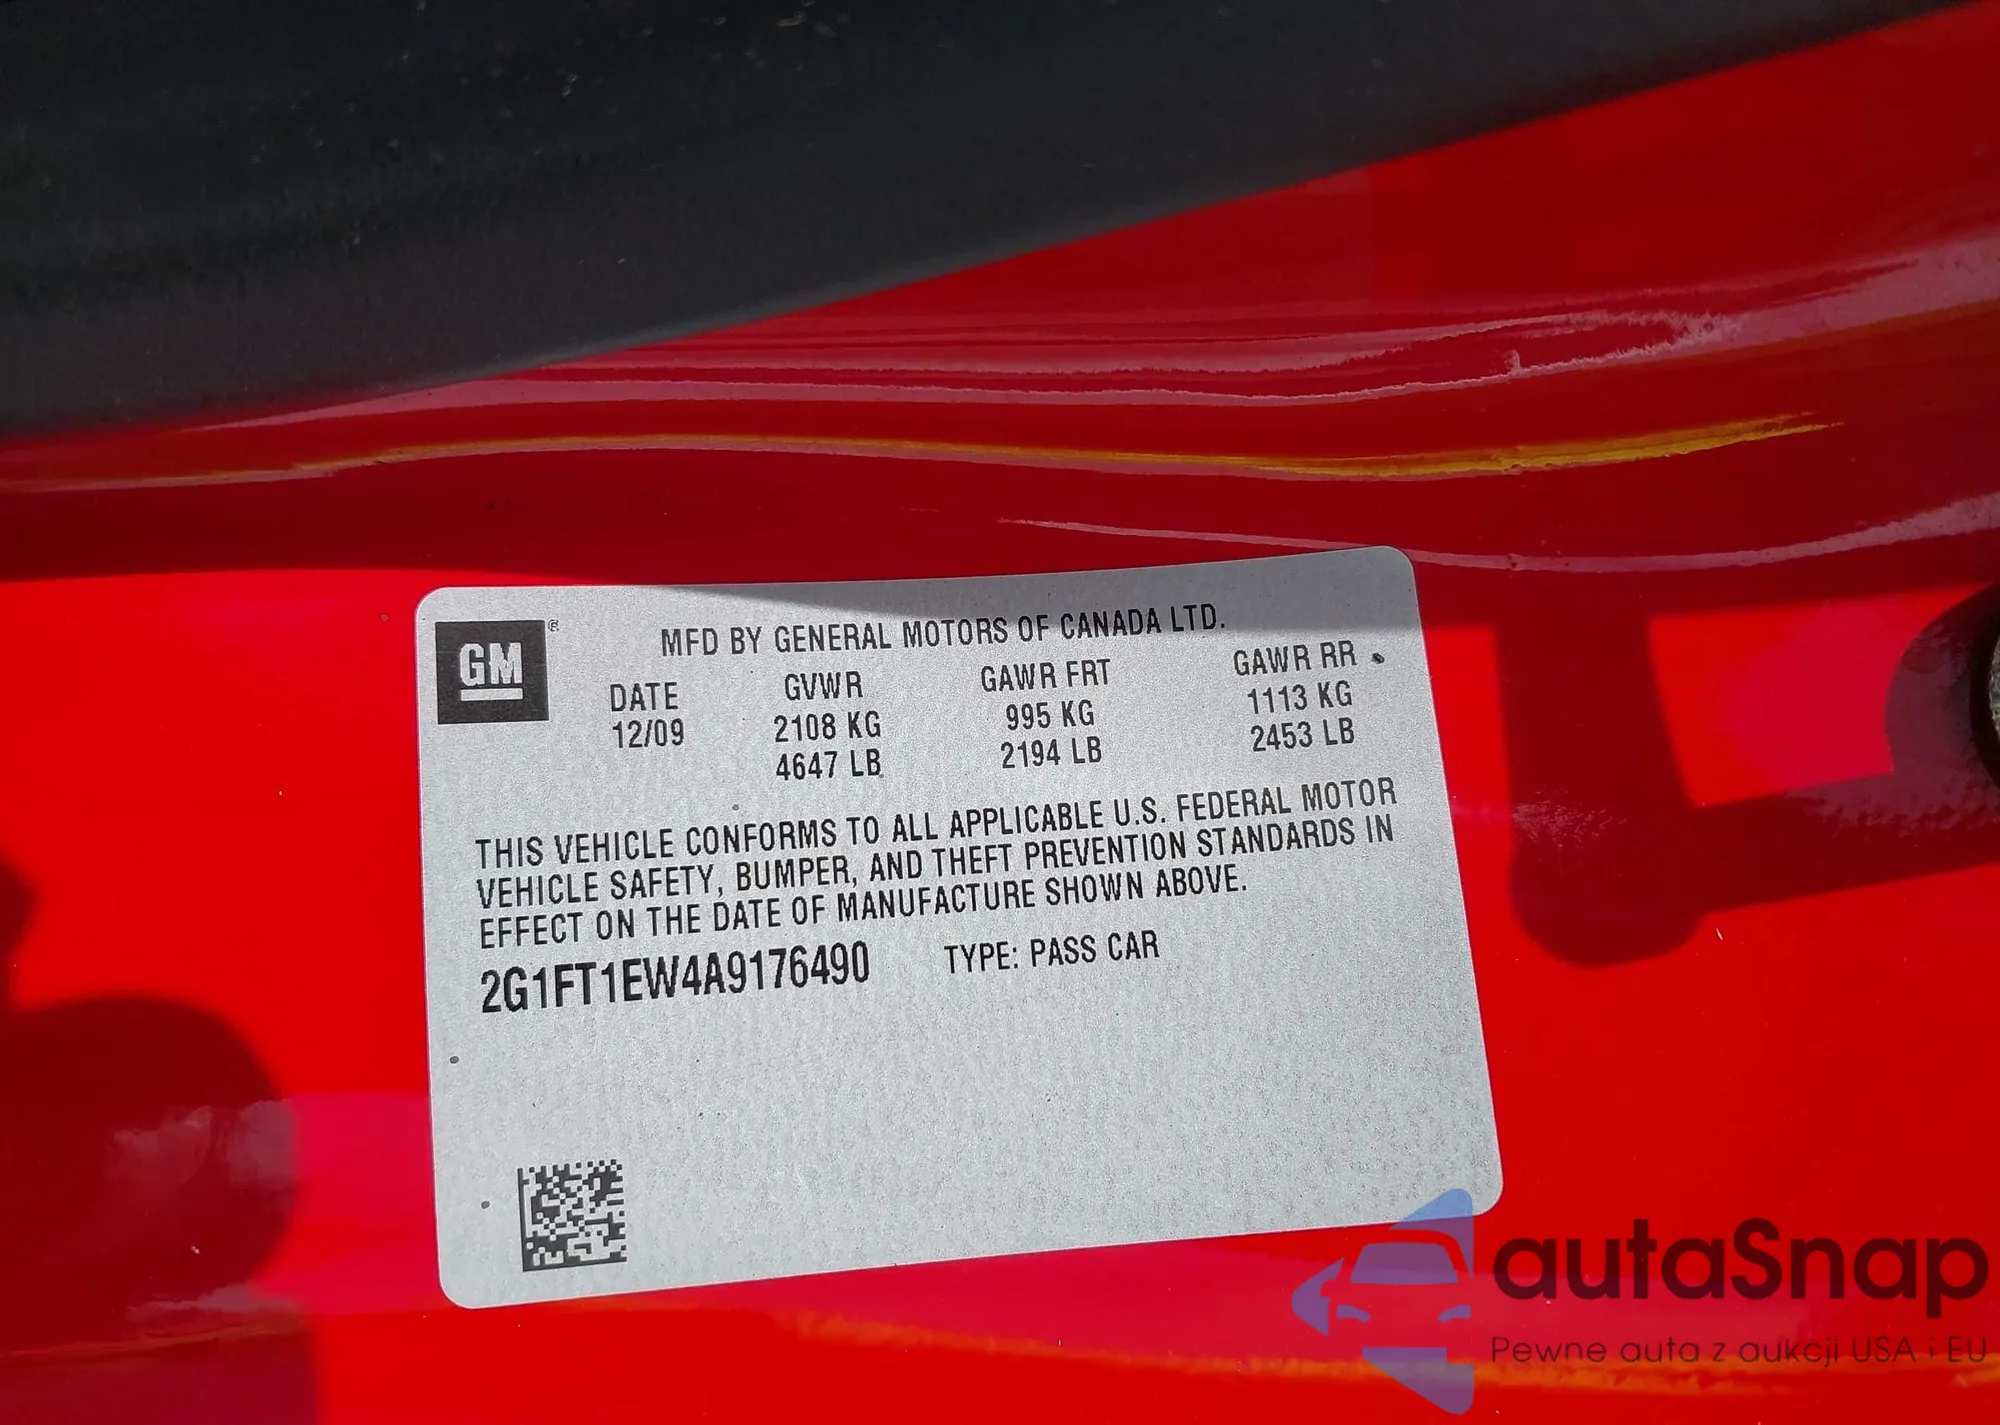 GM®
MFD BY GENERAL MOTORS OF CANADA LTD.
DATE GVWR GAWR FRT GAWR RR
12/09 2108 KG 995 KG 1113 KG
4647 LB 2194 LB 2453 LB
THIS VEHICLE CONFORMS TO ALL APPLICABLE U.S. FEDERAL MOTOR
VEHICLE SAFETY, BUMPER, AND THEFT PREVENTION STANDARDS IN
EFFECT ON THE DATE OF MANUFACTURE SHOWN ABOVE.
2G1FT1EW4A9176490 TYPE: PASS CAR
autaSnap
Pewne auta z aukcji USA i EU